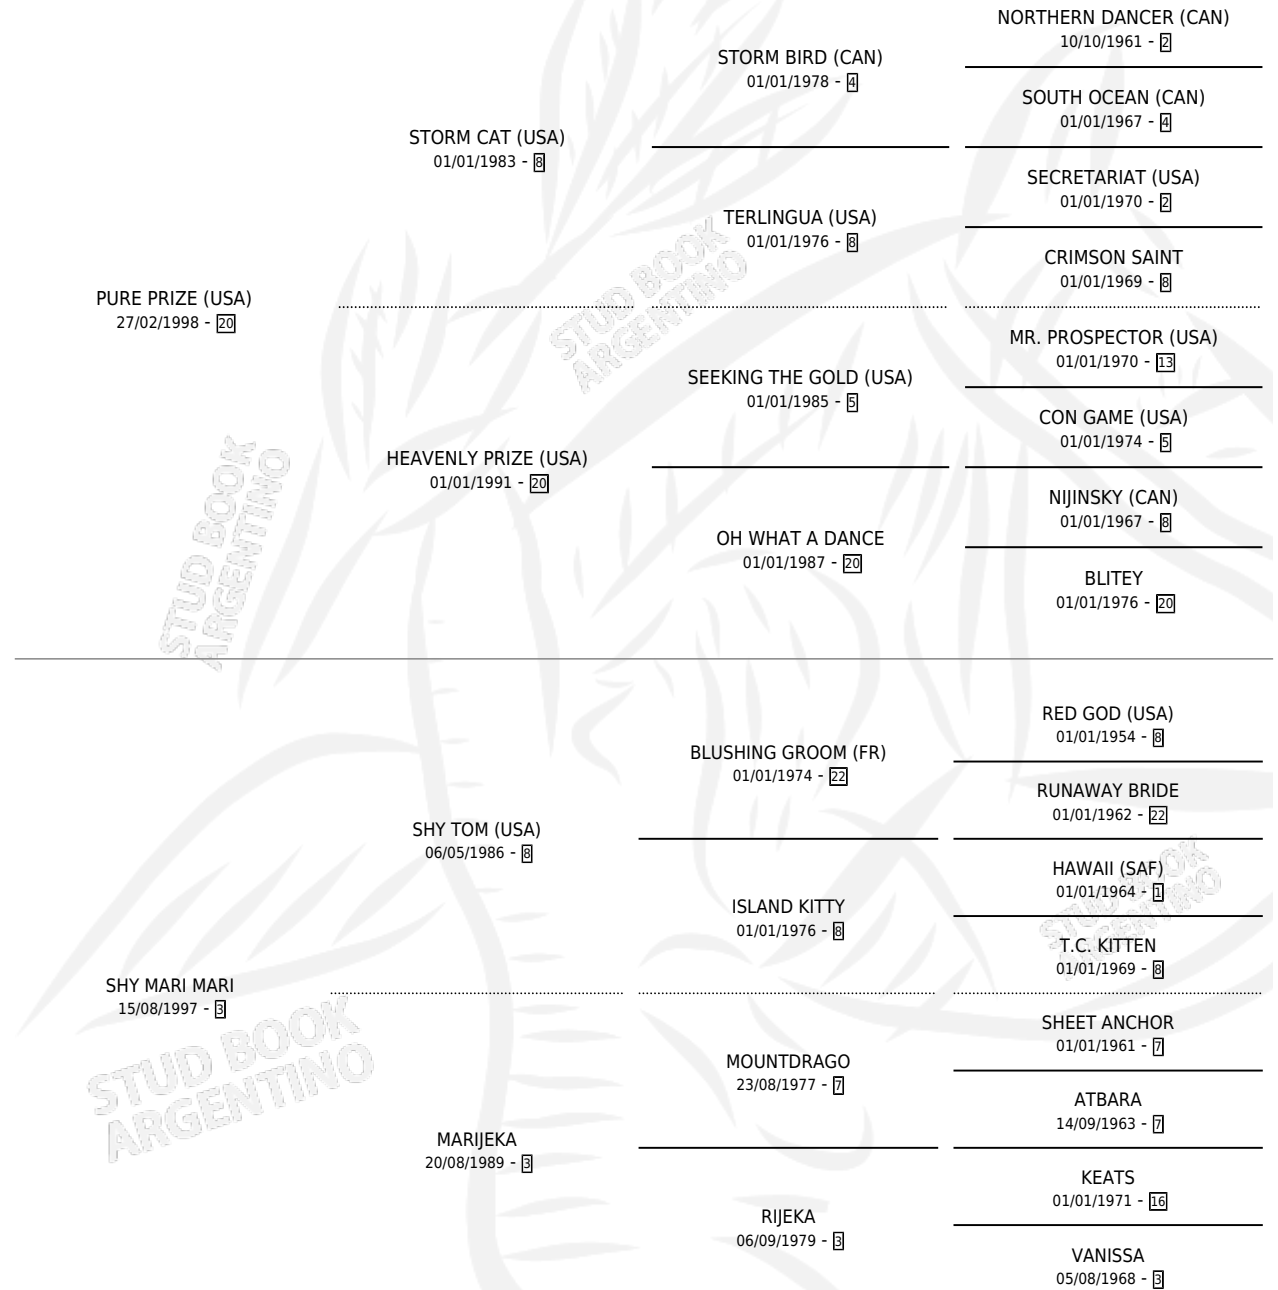 NORTHERN DANCER (CAN)
10/10/1961 - 2
STORM BIRD (CAN)
01/01/1978 - 4
SOUTH OCEAN (CAN)
01/01/1967 - 4
STORM CAT (USA)
01/01/1983 - 8
SECRETARIAT (USA)
01/01/1970 - 2
TERLINGUA (USA)
01/01/1976 - 8
CRIMSON SAINT
01/01/1969 - 8
PURE PRIZE (USA)
27/02/1998 - 20
MR. PROSPECTOR (USA)
01/01/1970 - 13
SEEKING THE GOLD (USA)
01/01/1985 - 5
CON GAME (USA)
01/01/1974 - 5
HEAVENLY PRIZE (USA)
01/01/1991 - 20
NIJINSKY (CAN)
01/01/1967 - 8
OH WHAT A DANCE
01/01/1987 - 20
BLITEY
01/01/1976 - 20
RED GOD (USA)
01/01/1954 - 8
BLUSHING GROOM (FR)
01/01/1974 - 22
RUNAWAY BRIDE
01/01/1962 - 22
SHY TOM (USA)
06/05/1986 - 8
HAWAII (SAF)
01/01/1964 - 1
ISLAND KITTY
01/01/1976 - 8
T.C. KITTEN
01/01/1969 - 8
SHY MARI MARI
15/08/1997 - 3
SHEET ANCHOR
01/01/1961 - 7
MOUNTDRAGO
23/08/1977 - 7
ATBARA
14/09/1963 - 7
MARIJEKA
20/08/1989 - 3
KEATS
01/01/1971 - 16
RIJEKA
06/09/1979 - 3
VANISSA
05/08/1968 - 3
STUD BOOK
ARGENTINO
STUD BOOK
ARGENTINO
STUD BOOK
ARGENTINO
STUD BOOK
ARGENTINO